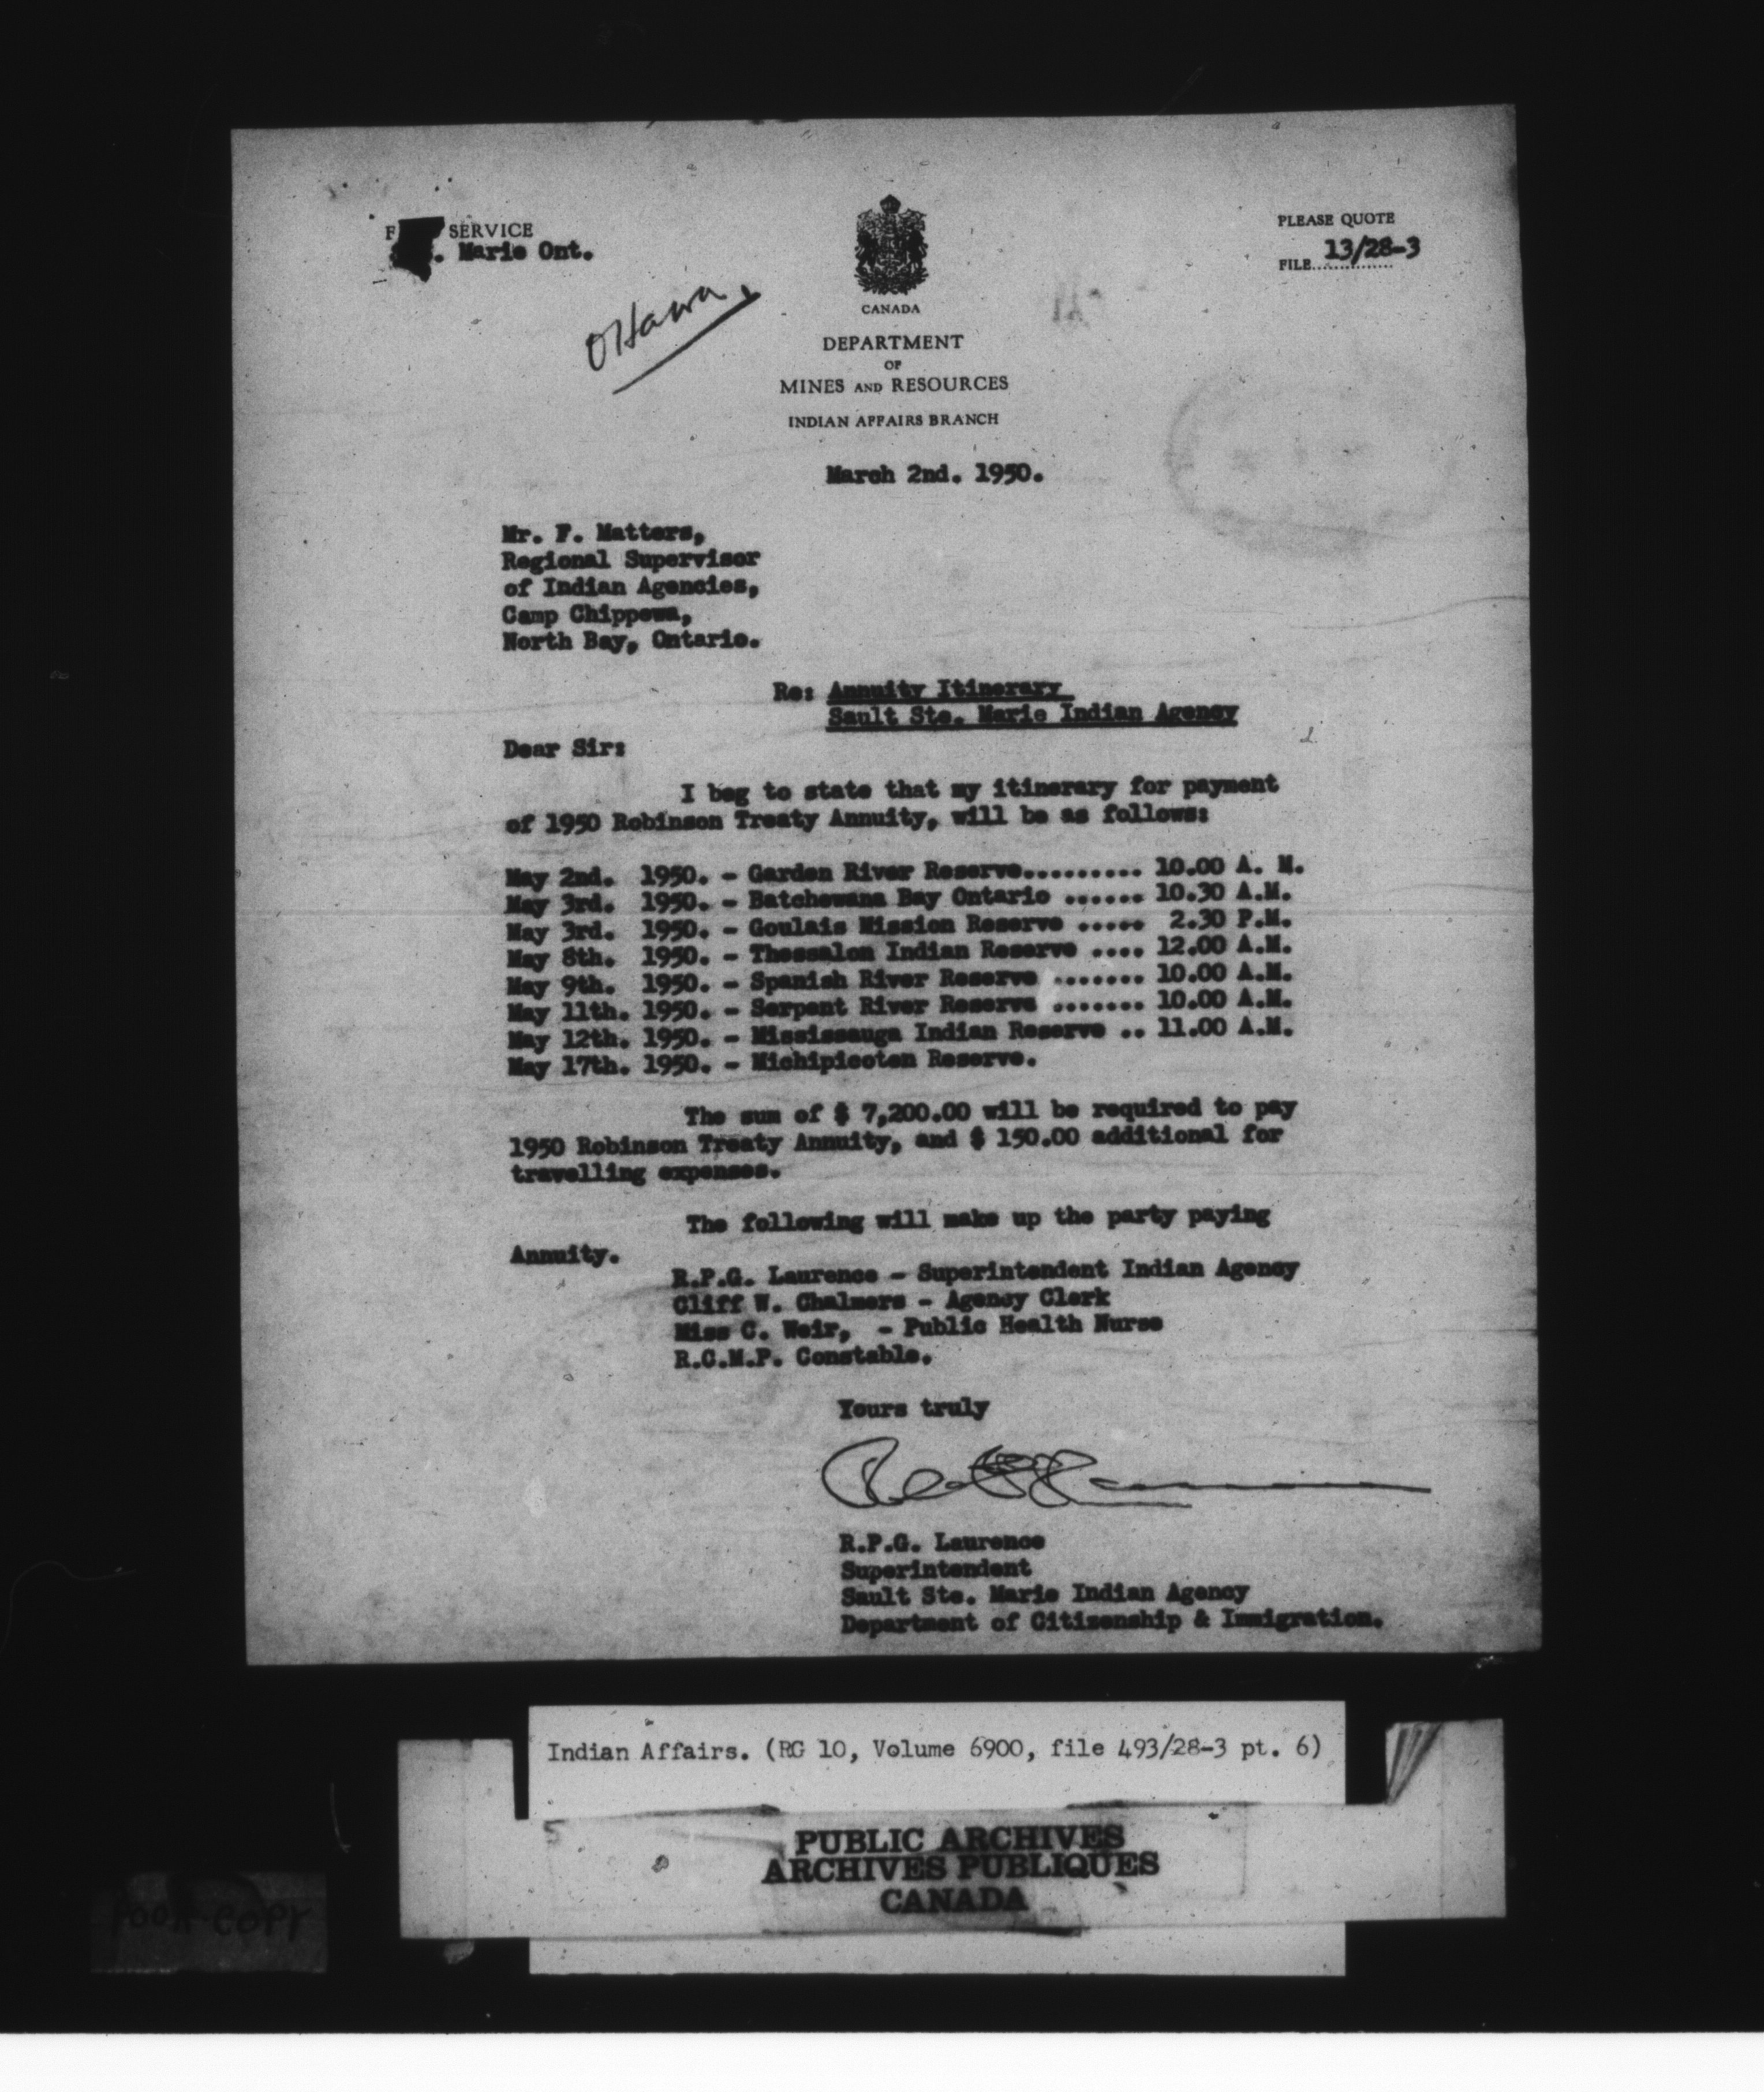 F SERVICE
. Marie Ont.
PLEASE QUOTE
FILE 13/28-3
Ottawa
CANADA
DEPARTMENT
OF
MINES AND RESOURCES
INDIAN AFFAIRS BRANCH
March 2nd. 1950.
Mr. F. Matters,
Regional Supervisor
of Indian Agencies,
Camp Chippewa,
North Bay, Ontario.
Re: Annuity Itinerary
Sault Ste. Marie Indian Agency
Dear Sir:
I beg to state that my itinerary for payment
of 1950 Robinson Treaty Annuity, will be as follows:
May 2nd. 1950. - Garden River Reserve.......... 10.00 A. M.
May 3rd. 1950. - Batchewana Bay Ontario ...... 10.30 A.M.
May 3rd. 1950. - Goulais Mission Reserve ..... 2.30 P.M.
May 8th. 1950. - Thessalon Indian Reserve .... 12.00 A.M.
May 9th. 1950. - Spanish River Reserve ....... 10.00 A.M.
May 11th. 1950. - Serpent River Reserve ....... 10.00 A.M.
May 12th. 1950. - Mississauga Indian Reserve .. 11.00 A.M.
May 17th. 1950. - Michipicoten Reserve.
The sum of $ 7,200.00 will be required to pay
1950 Robinson Treaty Annuity, and $ 150.00 additional for
travelling expenses.
The following will make up the party paying
Annuity.
R.P.G. Laurence - Superintendent Indian Agency
Cliff W. Chalmers - Agency Clerk
Miss C. Weir, - Public Health Nurse
R.C.M.P. Constable.
Yours truly
R.P.G. Laurence
Superintendent
Sault Ste. Marie Indian Agency
Department of Citizenship & Immigration.
Indian Affairs. (RG 10, Volume 6900, file 493/28-3 pt. 6)
PUBLIC ARCHIVES
ARCHIVES PUBLIQUES
CANADA
Poor copy